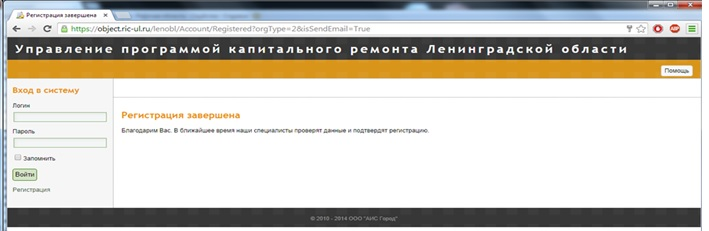 Регистрация завершена
https://object.ric-ul.ru/lenobl/Account/Registered?orgType=2&isSendEmail=True
ABP
Управление программой капитального ремонта Ленинградской области
Помощь
Вход в систему
Логин
Пароль
Запомнить
Войти
Регистрация
Регистрация завершена
Благодарим Вас. В ближайшее время наши специалисты проверят данные и подтвердят регистрацию.
© 2010 - 2014 ООО "АИС Город"